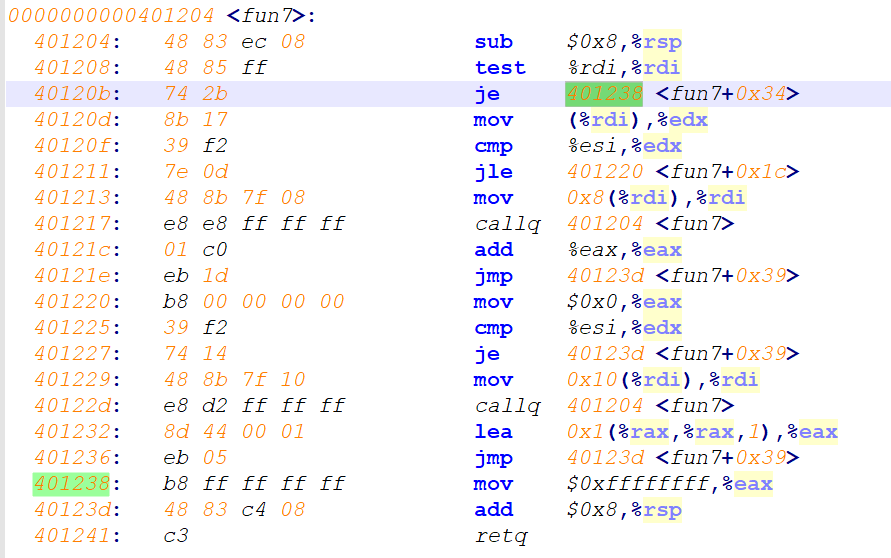 0000000000401204 <fun7>:
401204: 48 83 ec 08 sub $0x8,%rsp
401208: 48 85 ff test %rdi,%rdi
40120b: 74 2b je 401238 <fun7+0x34>
40120d: 8b 17 mov (%rdi),%edx
40120f: 39 f2 cmp %esi,%edx
401211: 7e 0d jle 401220 <fun7+0x1c>
401213: 48 8b 7f 08 mov 0x8(%rdi),%rdi
401217: e8 e8 ff ff ff callq 401204 <fun7>
40121c: 01 c0 add %eax,%eax
40121e: eb 1d jmp 40123d <fun7+0x39>
401220: b8 00 00 00 00 mov $0x0,%eax
401225: 39 f2 cmp %esi,%edx
401227: 74 14 je 40123d <fun7+0x39>
401229: 48 8b 7f 10 mov 0x10(%rdi),%rdi
40122d: e8 d2 ff ff ff callq 401204 <fun7>
401232: 8d 44 00 01 lea 0x1(%rax,%rax,1),%eax
401236: eb 05 jmp 40123d <fun7+0x39>
401238: b8 ff ff ff ff mov $0xffffffff,%eax
40123d: 48 83 c4 08 add $0x8,%rsp
401241: c3 retq